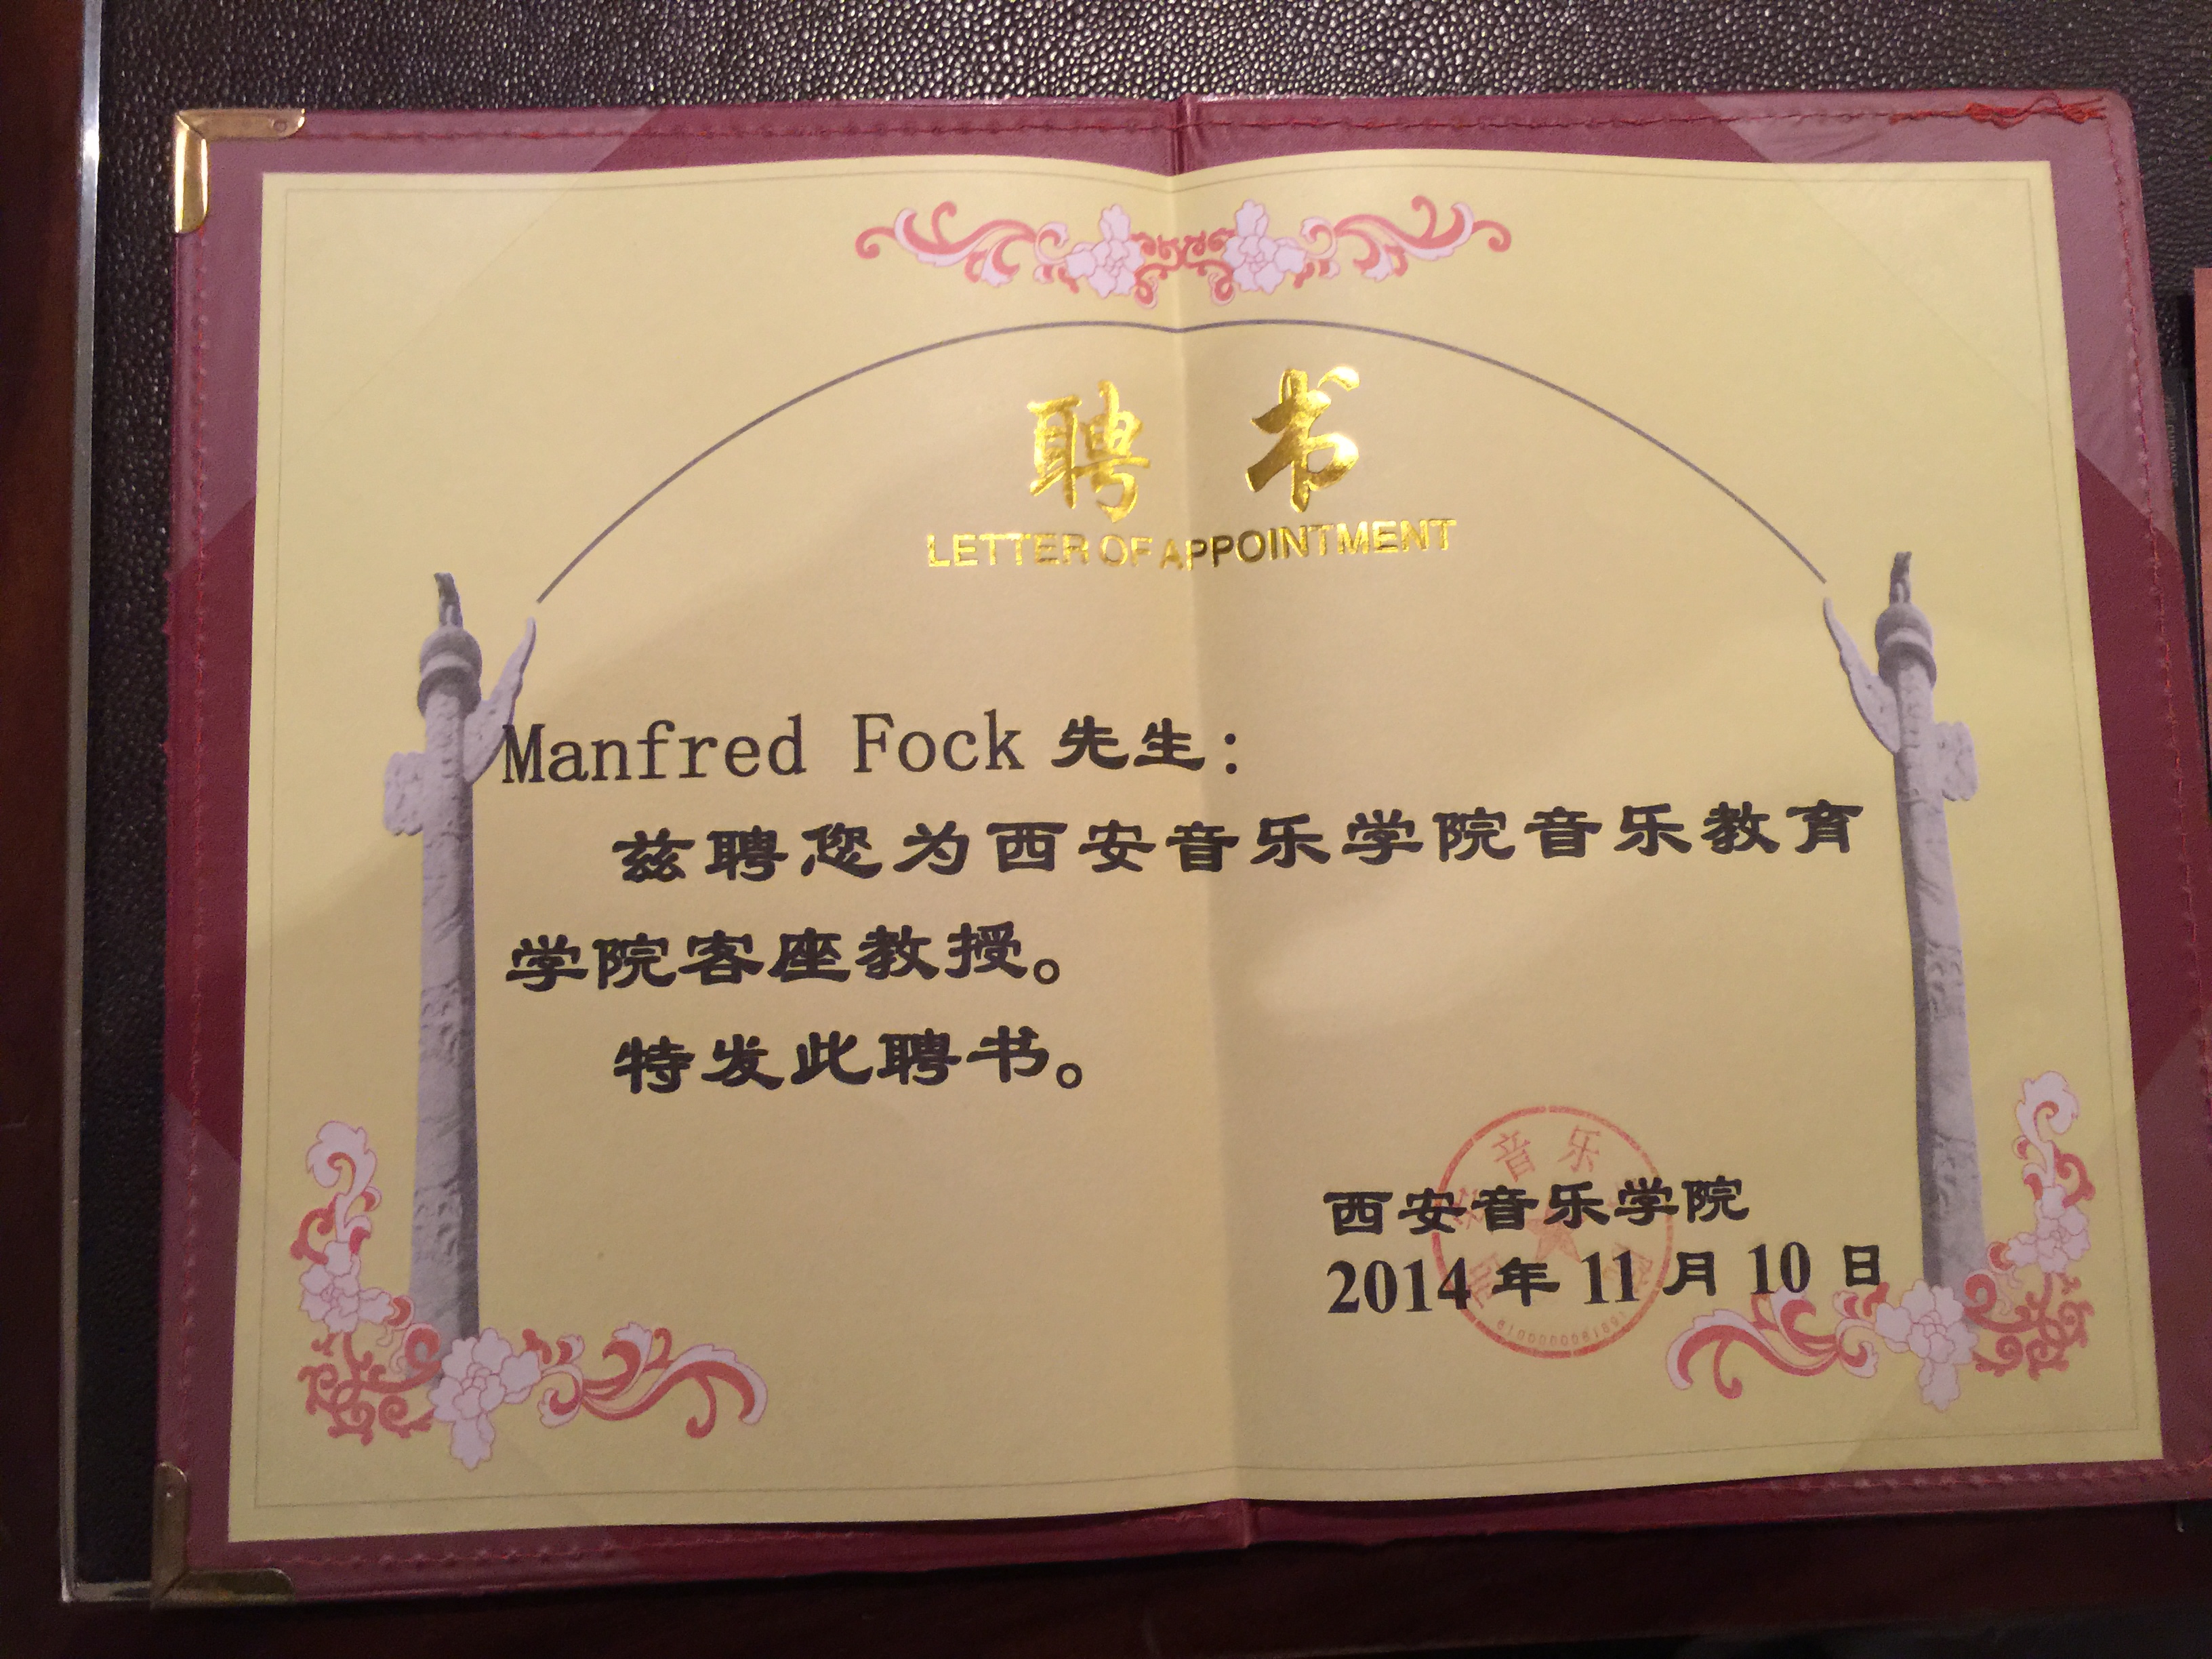 聘书
LETTER OF APPOINTMENT
Manfred Fock 先生：
兹聘您为西安音乐学院音乐教育
学院客座教授。
特发此聘书。
西安音乐学院
2014年11月10日
音乐